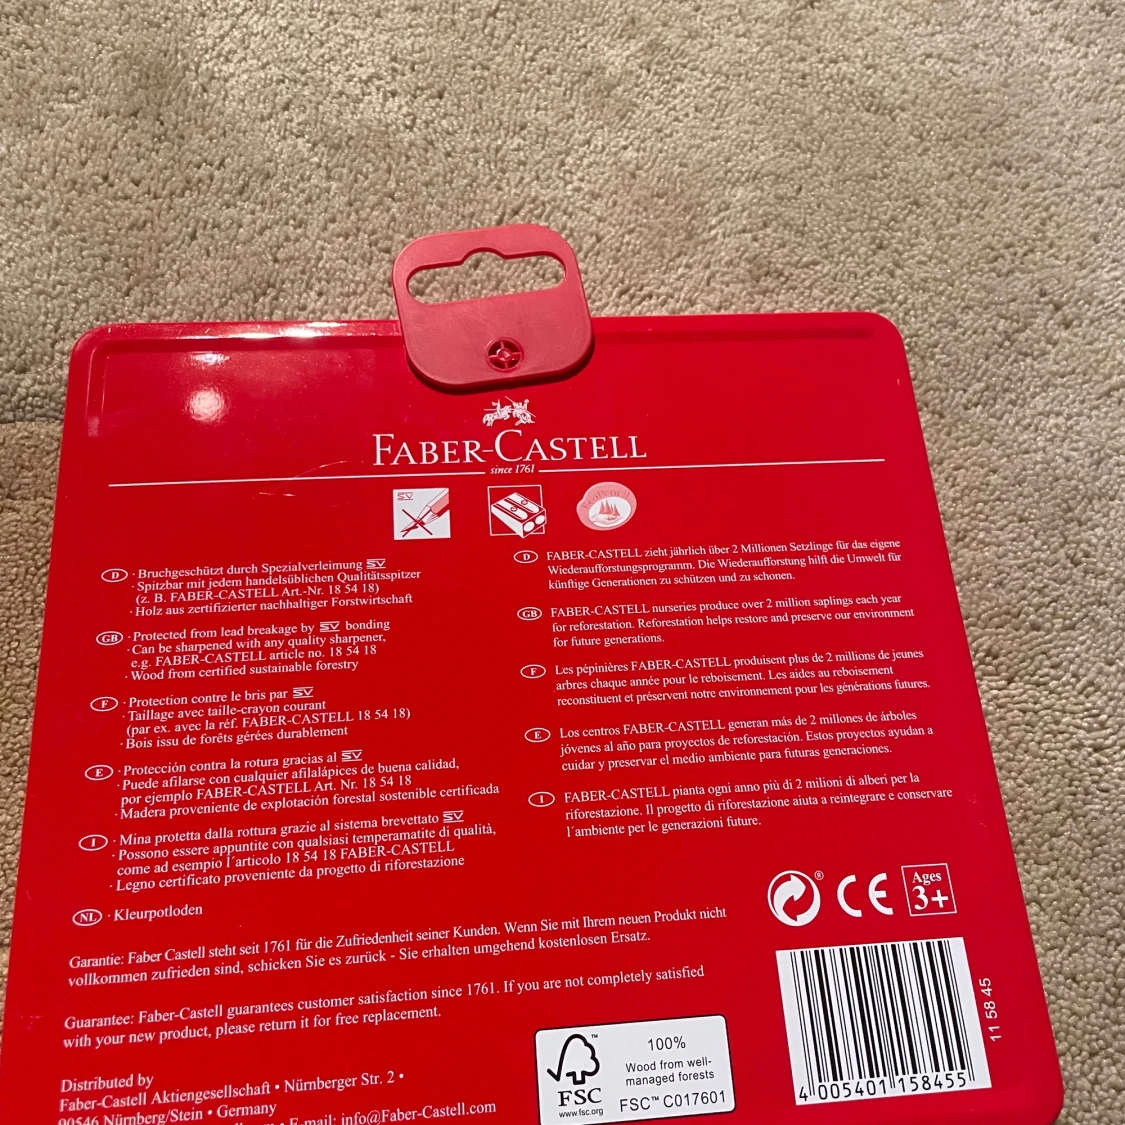 FABER-CASTELL
since 1761
SV
EcoPencil
D · Bruchgeschützt durch Spezialverleimung SV
· Spitzbar mit jedem handelsüblichen Qualitätsspitzer
(z. B. FABER-CASTELL Art.-Nr. 18 54 18)
· Holz aus zertifizierter nachhaltiger Forstwirtschaft
GB · Protected from lead breakage by SV bonding
· Can be sharpened with any quality sharpener,
e.g. FABER-CASTELL article no. 18 54 18
· Wood from certified sustainable forestry
F · Protection contre le bris par SV
· Taillage avec taille-crayon courant
(par ex. avec la réf. FABER-CASTELL 18 54 18)
· Bois issu de forêts gérées durablement
E · Protección contra la rotura gracias al SV
· Puede afilarse con cualquier afilalápices de buena calidad,
por ejemplo FABER-CASTELL Art. Nr. 18 54 18
· Madera proveniente de explotación forestal sostenible certificada
I · Mina protetta dalla rottura grazie al sistema brevettato SV
· Possono essere appuntite con qualsiasi temperamatite di qualità,
come ad esempio l´articolo 18 54 18 FABER-CASTELL
· Legno certificato proveniente da progetto di riforestazione
NL · Kleurpotloden
D FABER-CASTELL zieht jährlich über 2 Millionen Setzlinge für das eigene
Wiederaufforstungsprogramm. Die Wiederaufforstung hilft die Umwelt für
künftige Generationen zu schützen und zu schonen.
GB FABER-CASTELL nurseries produce over 2 million saplings each year
for reforestation. Reforestation helps restore and preserve our environment
for future generations.
F Les pépinières FABER-CASTELL produisent plus de 2 millions de jeunes
arbres chaque année pour le reboisement. Les aides au reboisement
reconstituent et préservent notre environnement pour les générations futures.
E Los centros FABER-CASTELL generan más de 2 millones de árboles
jóvenes al año para proyectos de reforestación. Estos proyectos ayudan a
cuidar y preservar el medio ambiente para futuras generaciones.
I FABER-CASTELL pianta ogni anno più di 2 milioni di alberi per la
riforestazione. Il progetto di riforestazione aiuta a reintegrare e conservare
l´ambiente per le generazioni future.
® CE Ages
3+
Garantie: Faber Castell steht seit 1761 für die Zufriedenheit seiner Kunden. Wenn Sie mit Ihrem neuen Produkt nicht
vollkommen zufrieden sind, schicken Sie es zurück - Sie erhalten umgehend kostenlosen Ersatz.
Guarantee: Faber-Castell guarantees customer satisfaction since 1761. If you are not completely satisfied
with your new product, please return it for free replacement.
Distributed by
Faber-Castell Aktiengesellschaft • Nürnberger Str. 2 •
90546 Nürnberg/Stein • Germany
• E-mail: info@Faber-Castell.com
FSC
www.fsc.org
100%
Wood from well-
managed forests
FSC™ C017601
4 005401 158455
11 58 45